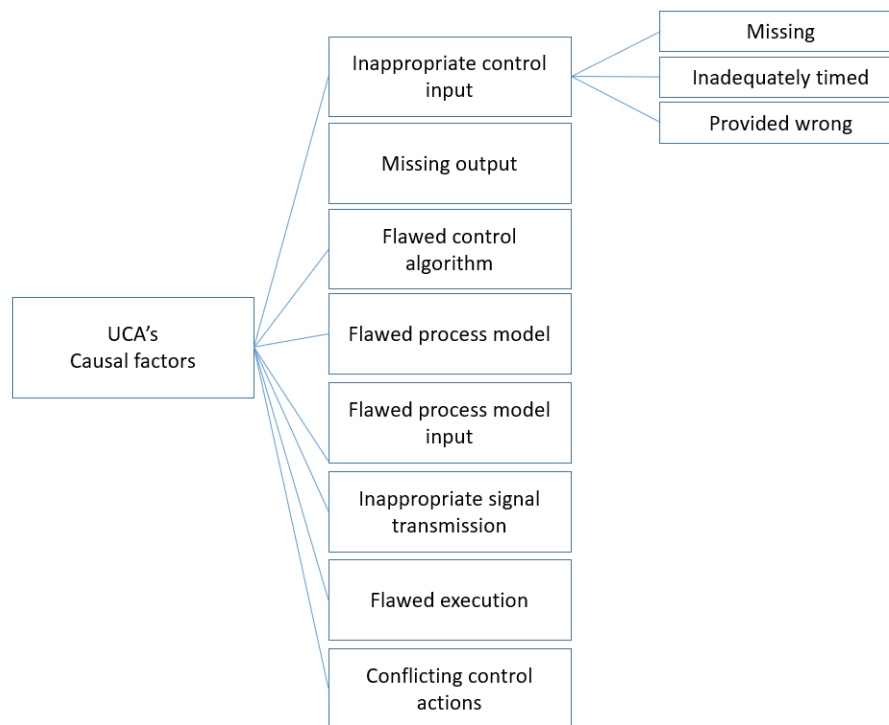 UCA's
Causal factors
Inappropriate control
input
Missing output
Flawed control
algorithm
Flawed process model
Flawed process model
input
Inappropriate signal
transmission
Flawed execution
Conflicting control
actions
Missing
Inadequately timed
Provided wrong